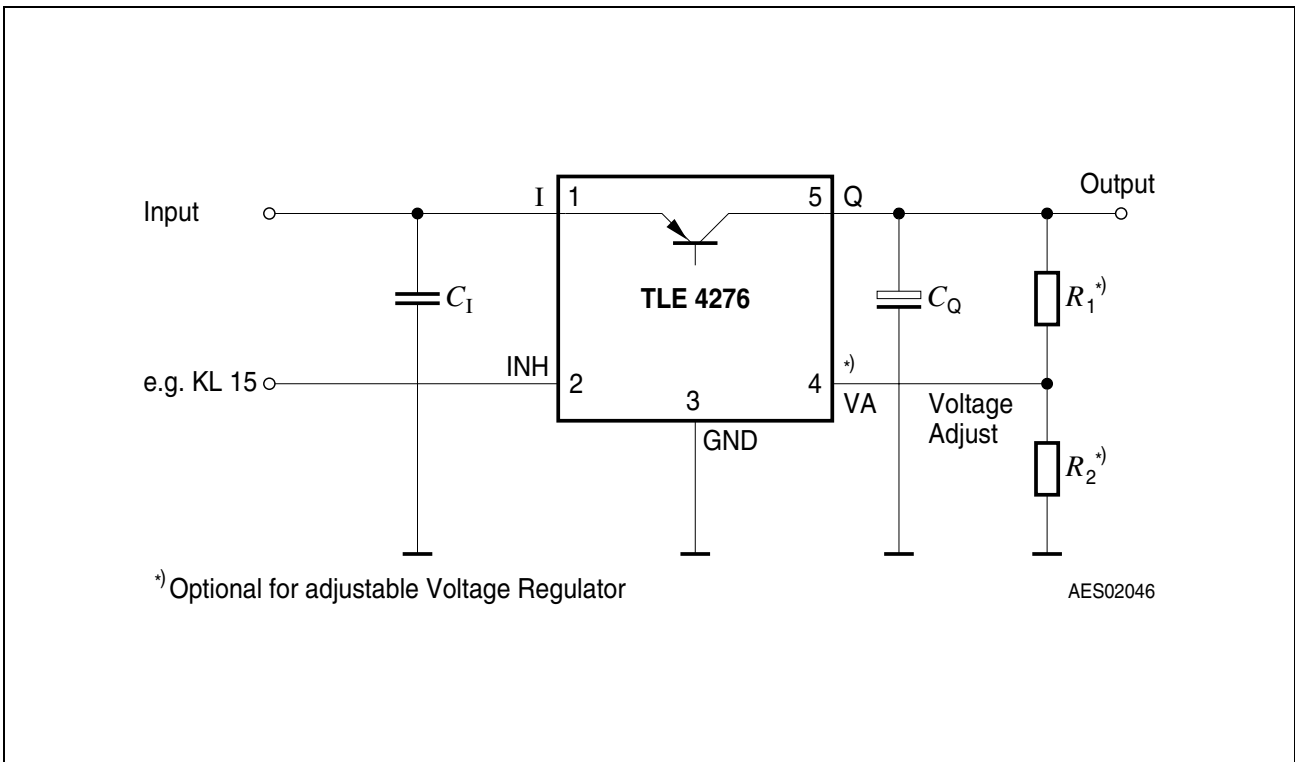 Input
I 1
5 Q
Output
TLE 4276
C_I
C_Q
R_1*)
e.g. KL 15
INH
2
3
GND
4
*)
VA
Voltage
Adjust
R_2*)
*) Optional for adjustable Voltage Regulator
AES02046